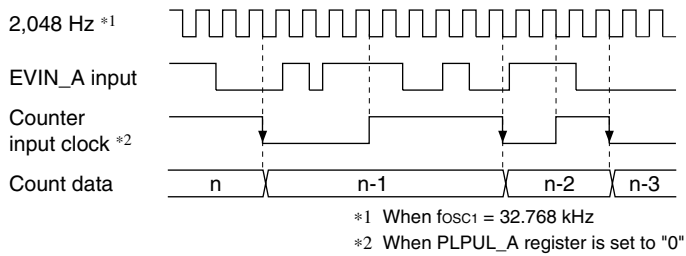 2,048 Hz *1
EVIN_A input
Counter
input clock *2
Count data n n-1 n-2 n-3
*1 When fOSC1 = 32.768 kHz
*2 When PLPUL_A register is set to "0"